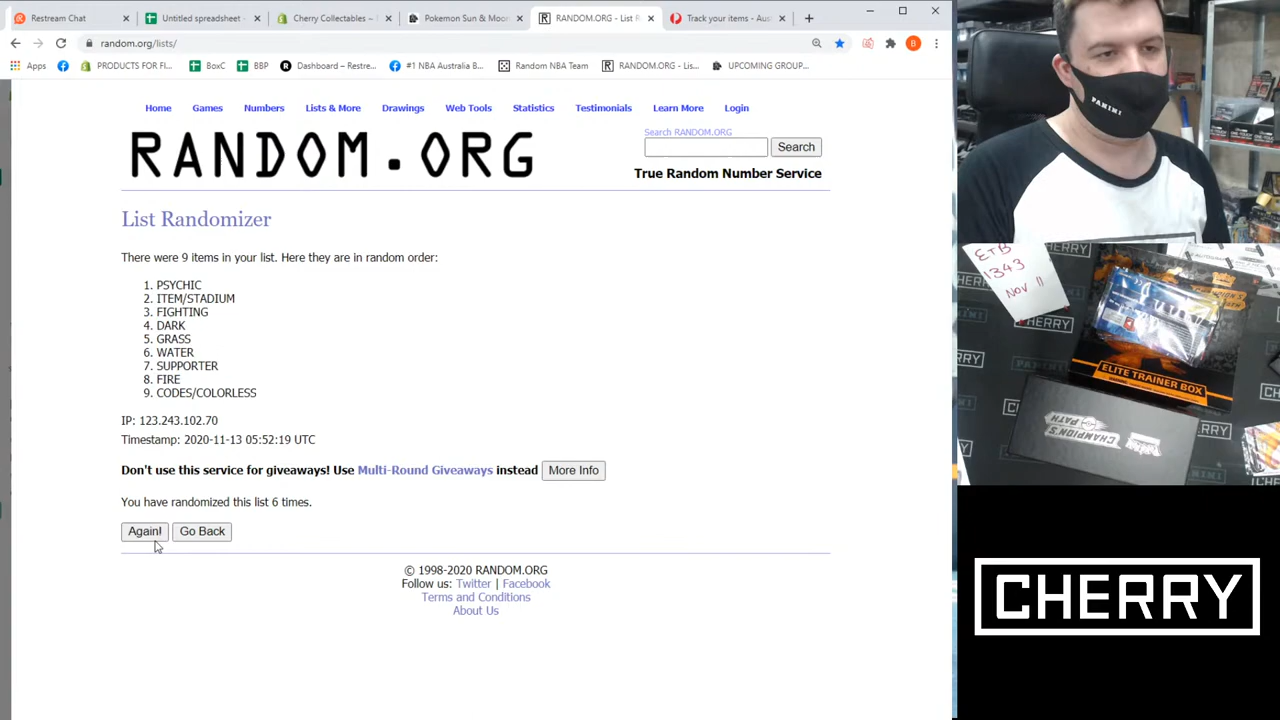 Restream Chat
Untitled spreadsheet -
Cherry Collectables -
Pokemon Sun & Moon
RANDOM.ORG - List R
Track your items - Aus
random.org/lists/
Apps
PRODUCTS FOR FI...
BoxC
BBP
Dashboard – Restre...
#1 NBA Australia B...
Random NBA Team
RANDOM.ORG - Lis...
UPCOMING GROUP...
B
Home
Games
Numbers
Lists & More
Drawings
Web Tools
Statistics
Testimonials
Learn More
Login
RANDOM.ORG
Search RANDOM.ORG
Search
True Random Number Service
List Randomizer
There were 9 items in your list. Here they are in random order:
1. PSYCHIC
2. ITEM/STADIUM
3. FIGHTING
4. DARK
5. GRASS
6. WATER
7. SUPPORTER
8. FIRE
9. CODES/COLORLESS
IP: 123.243.102.70
Timestamp: 2020-11-13 05:52:19 UTC
Don't use this service for giveaways! Use Multi-Round Giveaways instead
More Info
You have randomized this list 6 times.
Again!
Go Back
© 1998-2020 RANDOM.ORG
Follow us: Twitter | Facebook
Terms and Conditions
About Us
PANINI
ETB
1343
NOV 11
CHERRY
CHERRY
CHAMPION'S
PATH
ELITE TRAINER BOX
CHAMPION'S
PATH
CHERRY